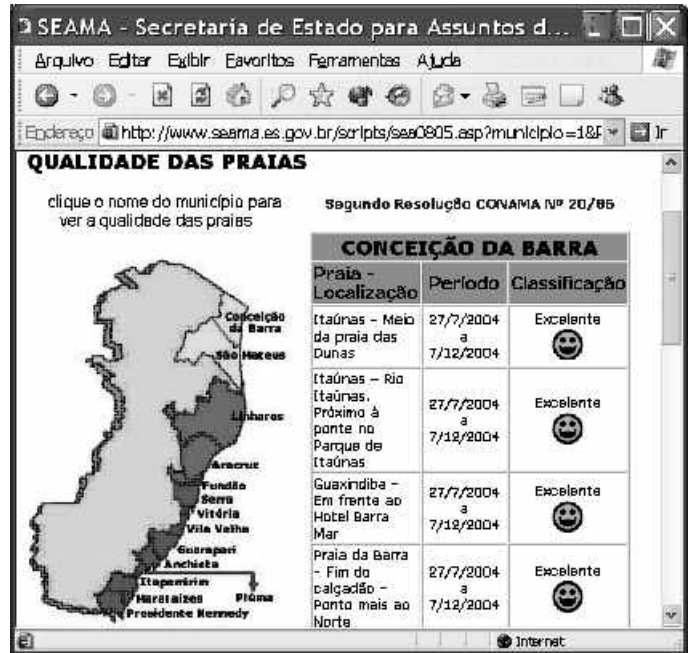 SEAMA - Secretaria de Estado para Assuntos d...
Arquivo Editar Exibir Favoritos Ferramentas Ajuda
Endereço http://www.seama.es.gov.br/scripts/sea0805.asp?municipio=1&F Ir
QUALIDADE DAS PRAIAS
clique o nome do município para
ver a qualidade das praias
Conceição
da Barra
São Mateus
Linhares
Aracruz
Fundão
Serra
Vitória
Vila Velha
Guarapari
Anchieta
Itapemirim
Piúma
Marataízes
Presidente Kennedy
Segundo Resolução CONAMA Nº 20/86
CONCEIÇÃO DA BARRA
Praia -
Localização
Período
Classificação
Itaúnas - Meio
da praia das
Dunas
27/7/2004
a
7/12/2004
Excelente
Itaúnas – Rio
Itaúnas.
Próximo à
ponte no
Parque de
Itaúnas
27/7/2004
a
7/12/2004
Excelente
Guaxindiba –
Em frente ao
Hotel Barra
Mar
27/7/2004
a
7/12/2004
Excelente
Praia da Barra
- Fim do
calçadão -
Ponto mais ao
Norte
27/7/2004
a
7/12/2004
Excelente
Internet